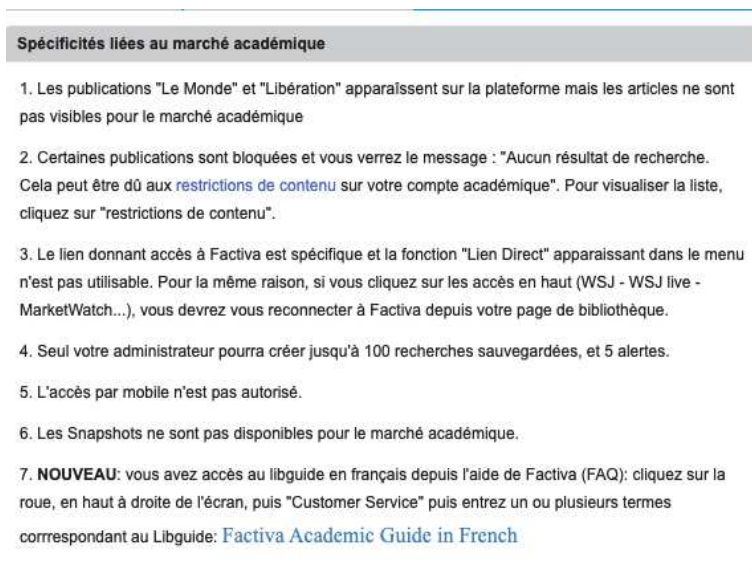 Spécificités liées au marché académique
1. Les publications "Le Monde" et "Libération" apparaîssent sur la plateforme mais les articles ne sont
pas visibles pour le marché académique
2. Certaines publications sont bloquées et vous verrez le message : "Aucun résultat de recherche.
Cela peut être dû aux restrictions de contenu sur votre compte académique". Pour visualiser la liste,
cliquez sur "restrictions de contenu".
3. Le lien donnant accès à Factiva est spécifique et la fonction "Lien Direct" apparaissant dans le menu
n'est pas utilisable. Pour la même raison, si vous cliquez sur les accès en haut (WSJ - WSJ live -
MarketWatch...), vous devrez vous reconnecter à Factiva depuis votre page de bibliothèque.
4. Seul votre administrateur pourra créer jusqu'à 100 recherches sauvegardées, et 5 alertes.
5. L'accès par mobile n'est pas autorisé.
6. Les Snapshots ne sont pas disponibles pour le marché académique.
7. NOUVEAU: vous avez accès au libguide en français depuis l'aide de Factiva (FAQ): cliquez sur la
roue, en haut à droite de l'écran, puis "Customer Service" puis entrez un ou plusieurs termes
corrrespondant au Libguide: Factiva Academic Guide in French